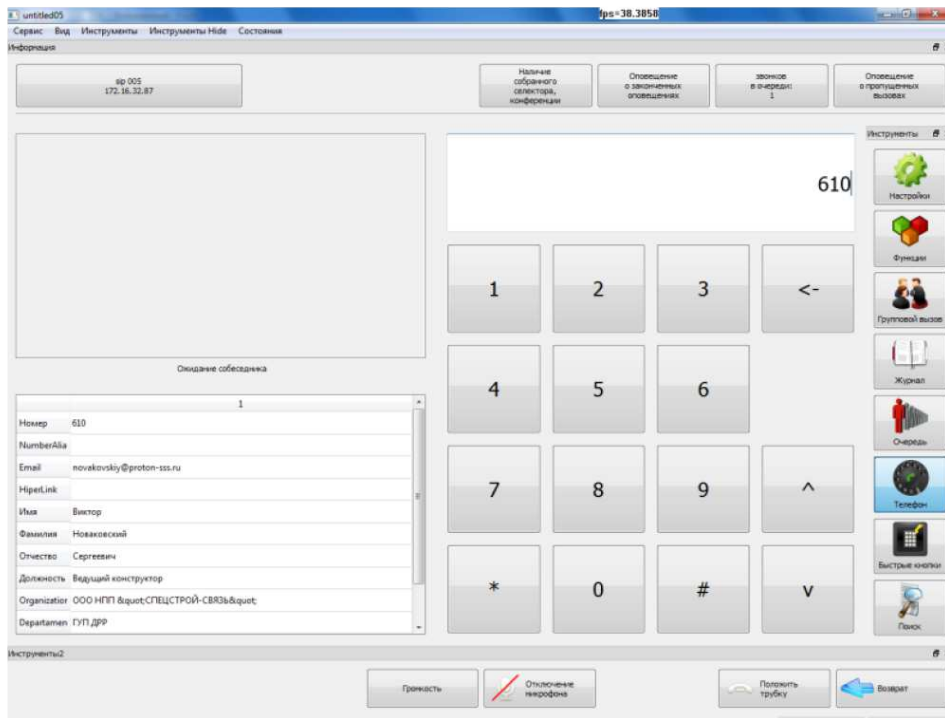 untitled05
fps=38.3858
Сервис Вид Инструменты Инструменты Hide Состояния
Информация
sip 005
172.16.32.87
Наличие
собранного
селектора,
конференции
Оповещение
о законченных
оповещениях
звонков
в очереди:
1
Оповещение
о пропущенных
вызовах
610
Инструменты
Настройки
Функции
Групповой вызов
Журнал
Очередь
Телефон
Быстрые кнопки
Поиск
1 2 3 <-
4 5 6
7 8 9 ^
* 0 # v
Ожидание собеседника
1
Номер 610
NumberAlia
Email novakovskiy@proton-sss.ru
HiperLink
Имя Виктор
Фамилия Новаковский
Отчество Сергеевич
Должность Ведущий конструктор
Organization ООО НПП &quot;СПЕЦСТРОЙ-СВЯЗЬ&quot;
Departamen ГУП ДРР
Инструменты2
Громкость
Отключение
микрофона
Положить
трубку
Возврат